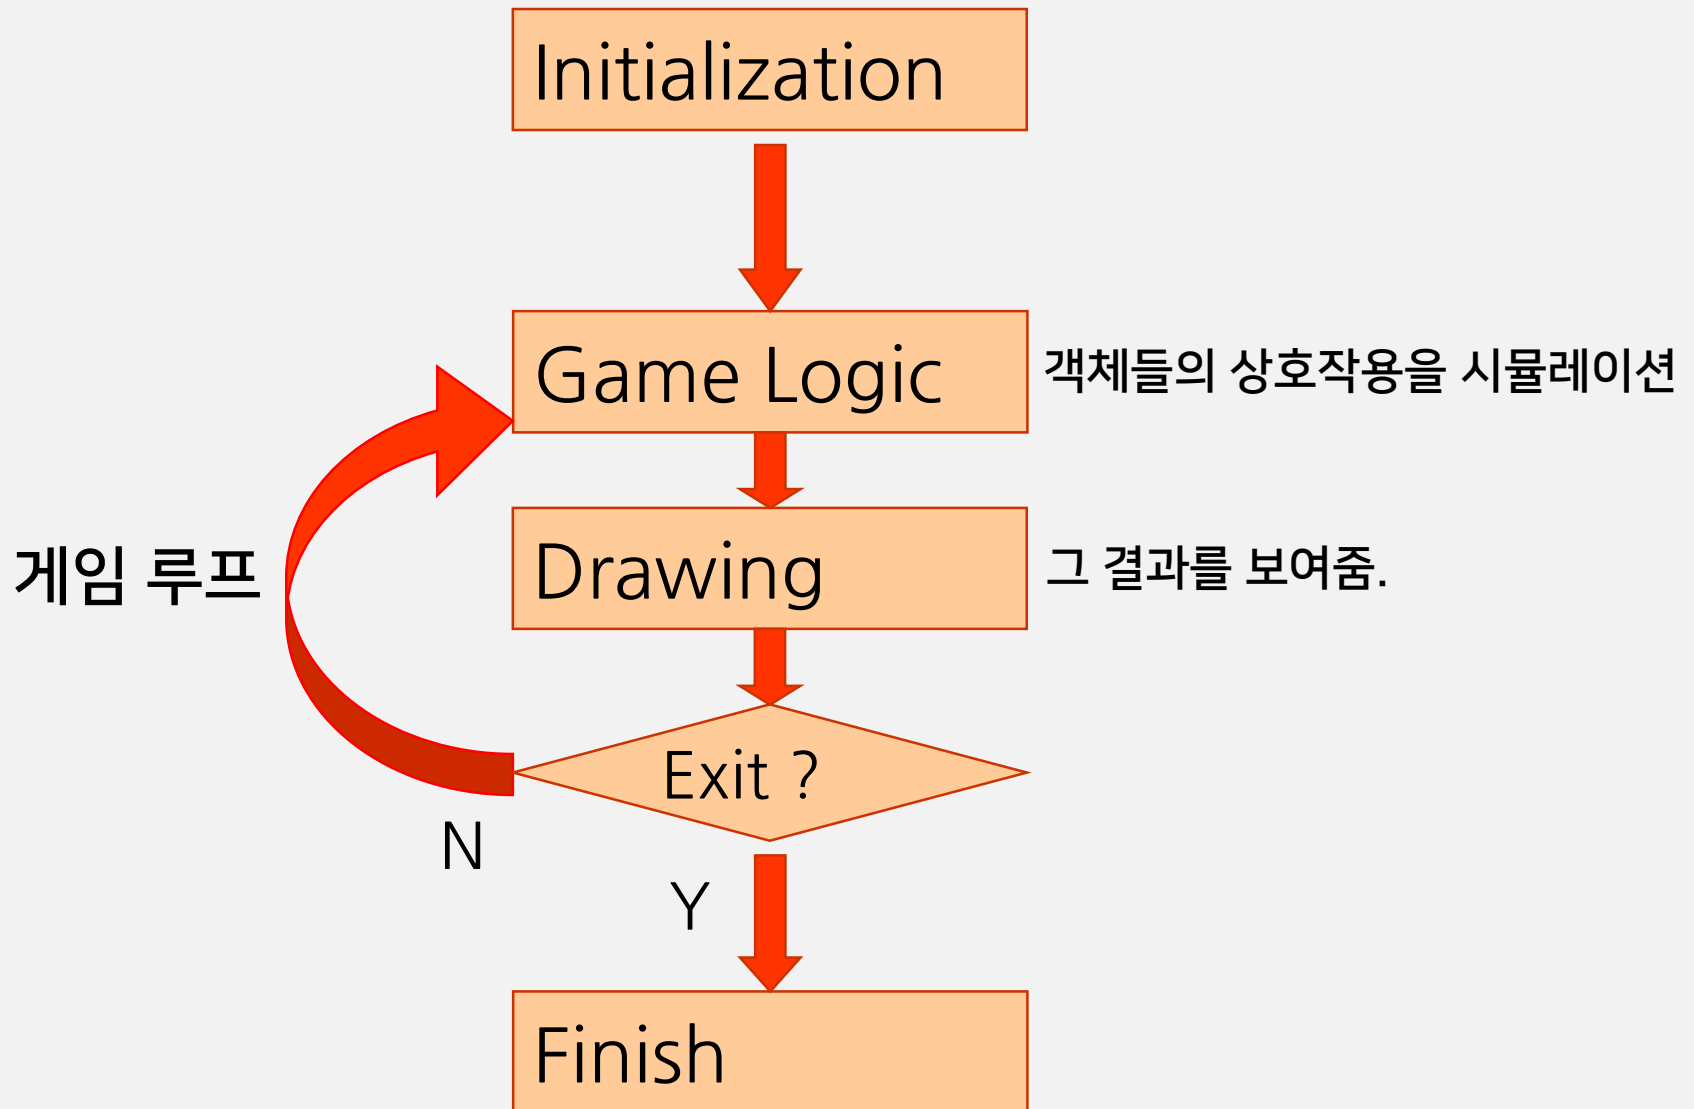 Initialization
Game Logic
객체들의 상호작용을 시뮬레이션
게임 루프
Drawing
그 결과를 보여줌.
Exit ?
N
Y
Finish